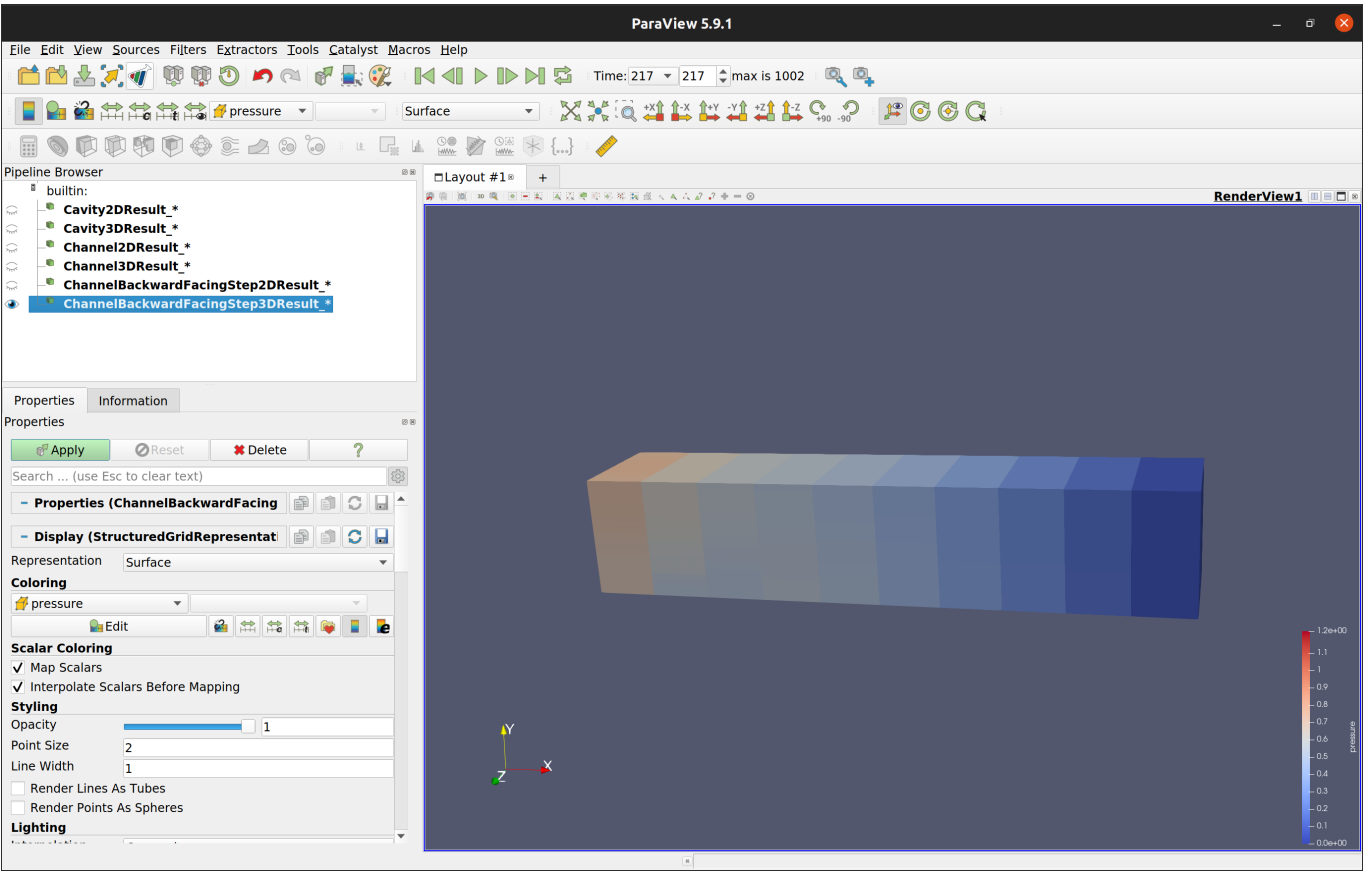 ParaView 5.9.1
File Edit View Sources Filters Extractors Tools Catalyst Macros Help
Time: 217 217 max is 1002
pressure Surface +X -X +Y -Y +Z -Z +90 -90
Pipeline Browser
Layout #1 +
builtin:
RenderView1
Cavity2DResult_*
Cavity3DResult_*
Channel2DResult_*
Channel3DResult_*
ChannelBackwardFacingStep2DResult_*
ChannelBackwardFacingStep3DResult_*
Properties Information
Properties
Apply Reset Delete ?
Search ... (use Esc to clear text)
− Properties (ChannelBackwardFacing
− Display (StructuredGridRepresentat
Representation Surface
Coloring
pressure
Edit
Scalar Coloring
Map Scalars
Interpolate Scalars Before Mapping
Styling
Opacity 1
Point Size 2
Line Width 1
Render Lines As Tubes
Render Points As Spheres
Lighting
Y
X
Z
1.2e+00
1.1
1
0.9
0.8
0.7
0.6
0.5
0.4
0.3
0.2
0.1
0.0e+00
pressure